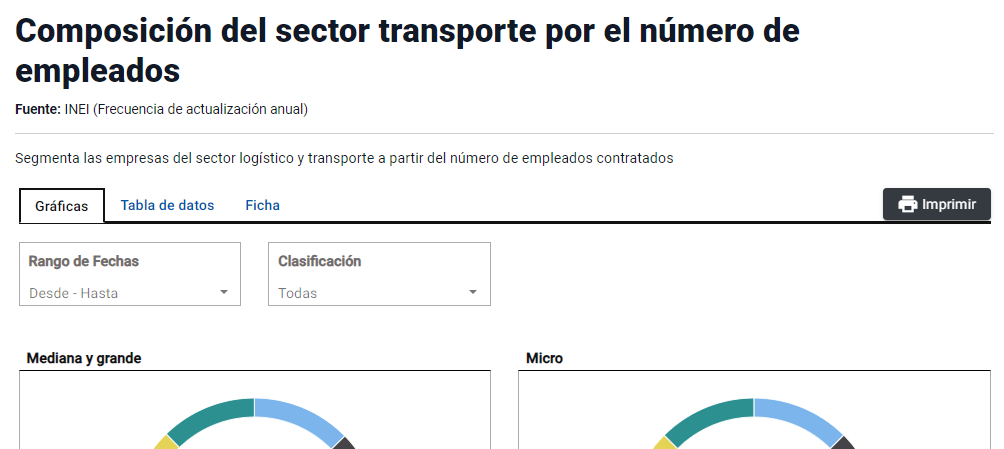 Composición del sector transporte por el número de
empleados
Fuente: INEI (Frecuencia de actualización anual)
Segmenta las empresas del sector logístico y transporte a partir del número de empleados contratados
Gráficas
Tabla de datos
Ficha
Imprimir
Rango de Fechas
Desde - Hasta
Clasificación
Todas
Mediana y grande
Micro